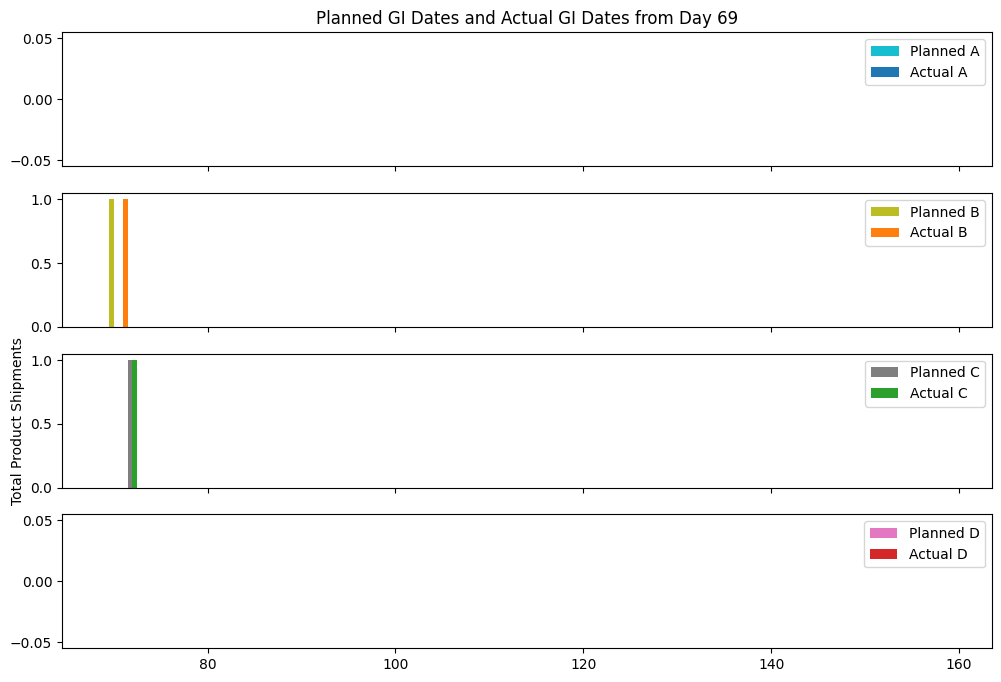 Planned GI Dates and Actual GI Dates from Day 69
0.05
0.00
−0.05
Planned A
Actual A
1.0
0.5
0.0
Planned B
Actual B
Total Product Shipments
1.0
0.5
0.0
Planned C
Actual C
0.05
0.00
−0.05
Planned D
Actual D
80 100 120 140 160